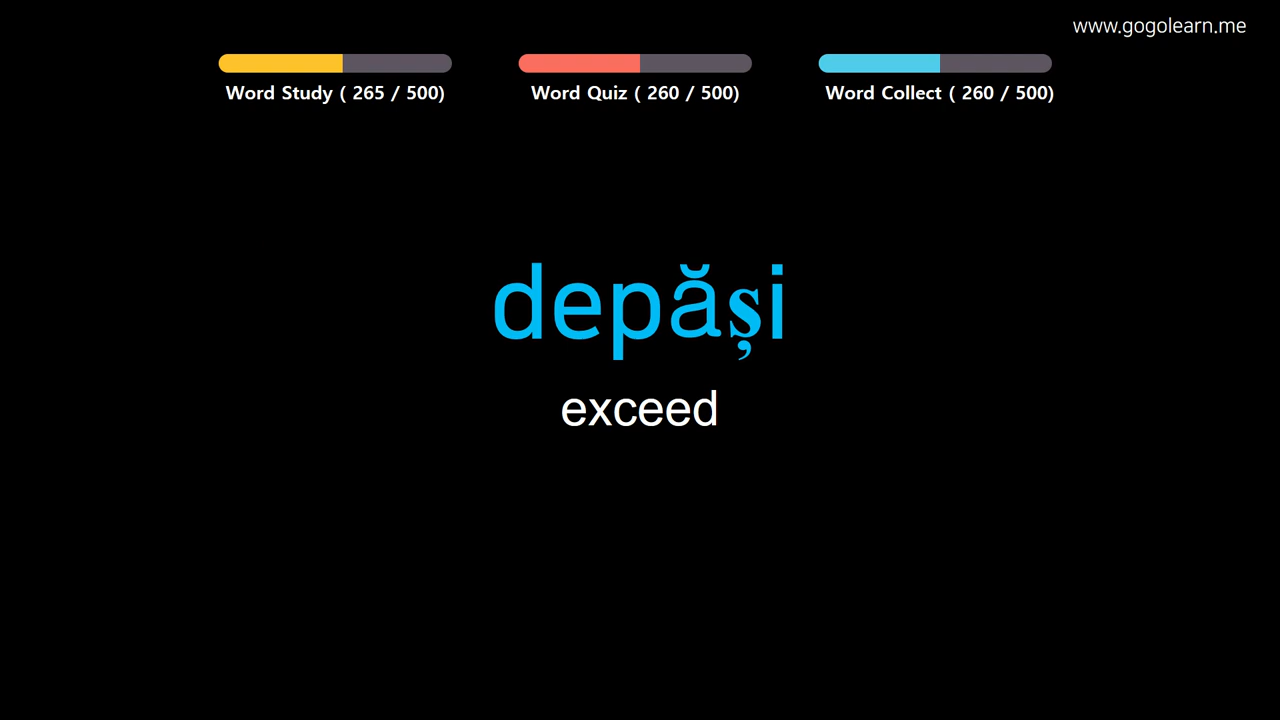 www.gogolearn.me
Word Study ( 265 / 500)
Word Quiz ( 260 / 500)
Word Collect ( 260 / 500)
depăși
exceed